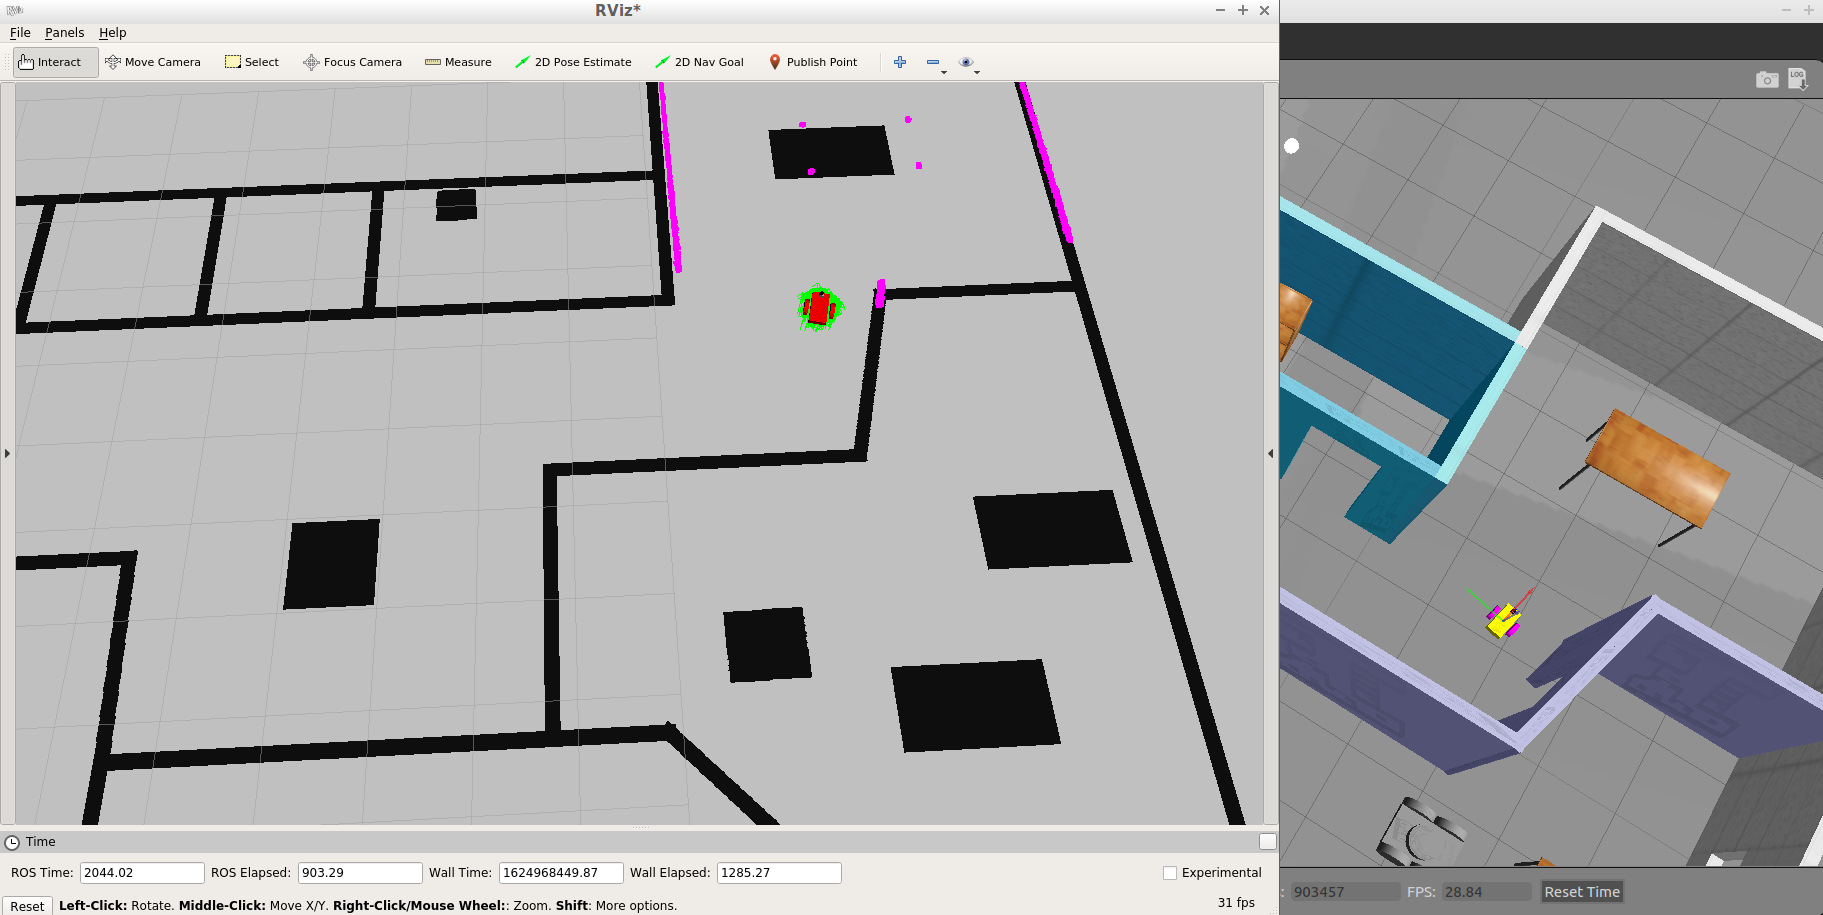 RViz*
File Panels Help
Interact Move Camera Select Focus Camera Measure 2D Pose Estimate 2D Nav Goal Publish Point
LOG
Time
ROS Time: 2044.02 ROS Elapsed: 903.29 Wall Time: 1624968449.87 Wall Elapsed: 1285.27 Experimental
: 903457 FPS: 28.84 Reset Time
Reset Left-Click: Rotate. Middle-Click: Move X/Y. Right-Click/Mouse Wheel:: Zoom. Shift: More options. 31 fps